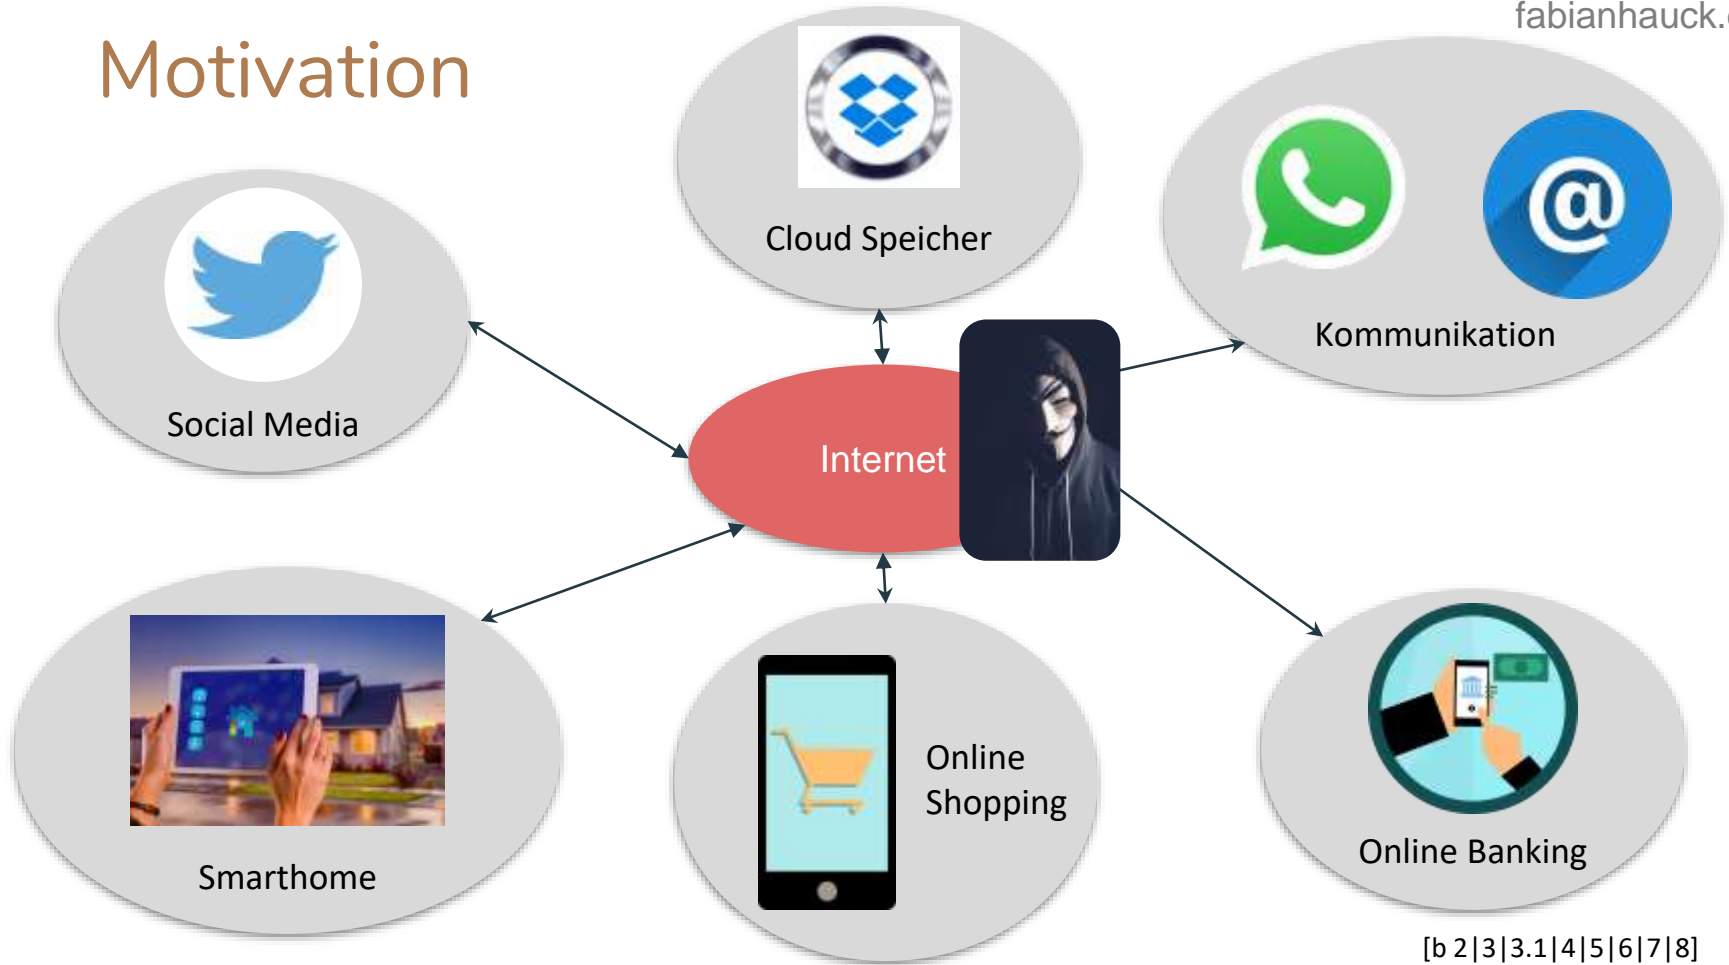 fabianhauck.
Motivation
Cloud Speicher
Kommunikation
Social Media
Internet
Smarthome
Online
Shopping
Online Banking
[b 2|3|3.1|4|5|6|7|8]